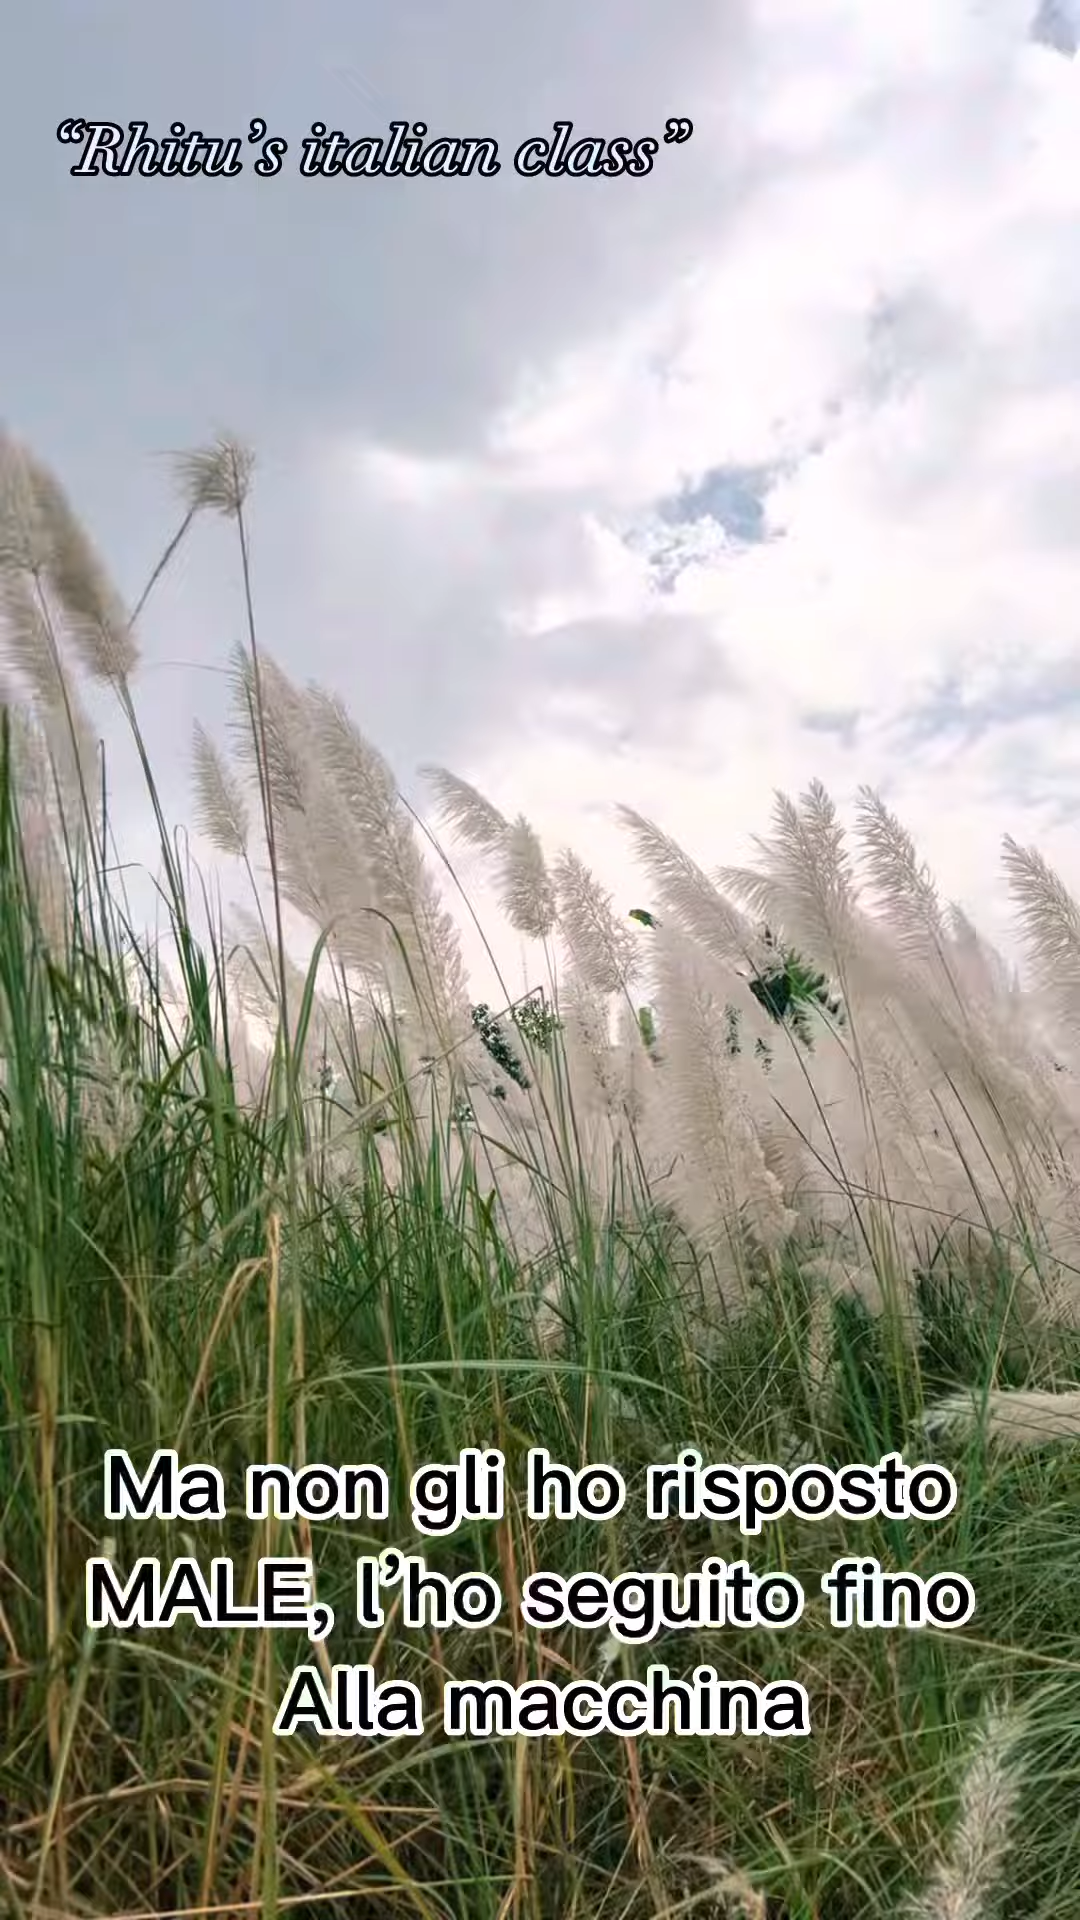 “Rhitu’s italian class”
Ma non gli ho risposto
MALE, l’ho seguito fino
Alla macchina